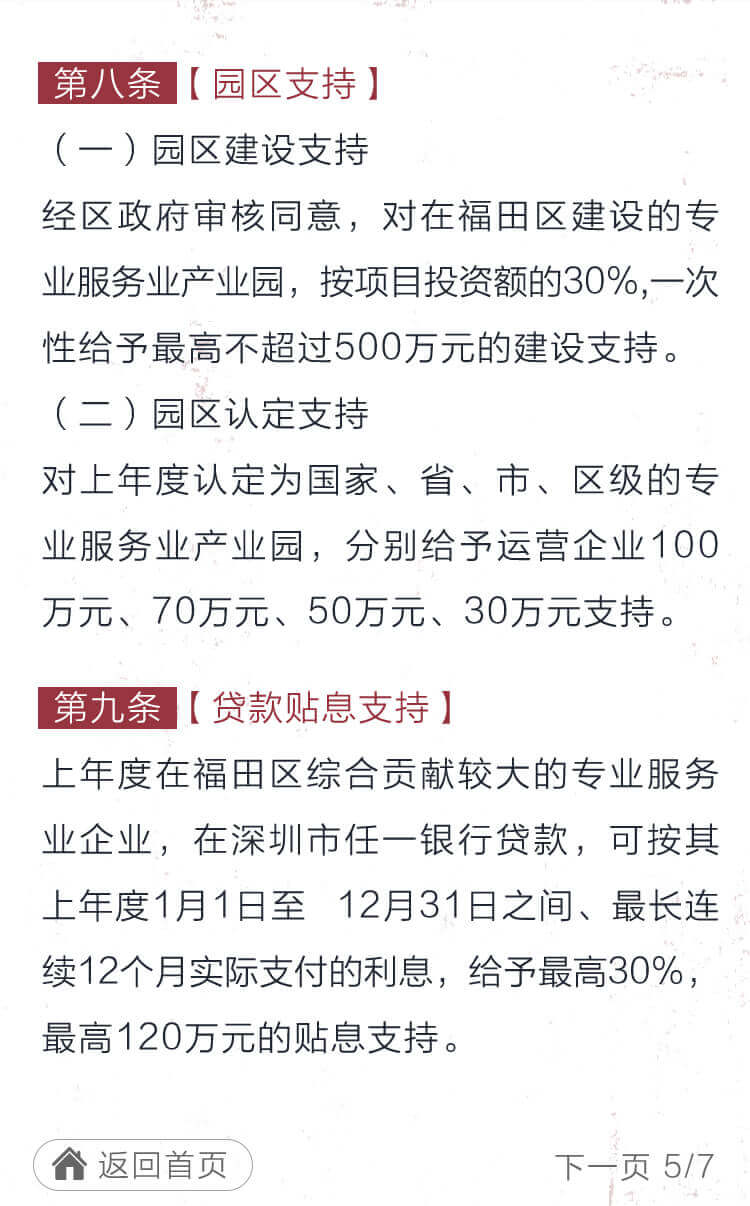 第八条【园区支持】
（一）园区建设支持
经区政府审核同意，对在福田区建设的专
业服务业产业园，按项目投资额的30%,一次
性给予最高不超过500万元的建设支持。
（二）园区认定支持
对上年度认定为国家、省、市、区级的专
业服务业产业园，分别给予运营企业100
万元、70万元、50万元、30万元支持。
第九条【贷款贴息支持】
上年度在福田区综合贡献较大的专业服务
业企业，在深圳市任一银行贷款，可按其
上年度1月1日至 12月31日之间、最长连
续12个月实际支付的利息，给予最高30%，
最高120万元的贴息支持。
返回首页
下一页 5/7